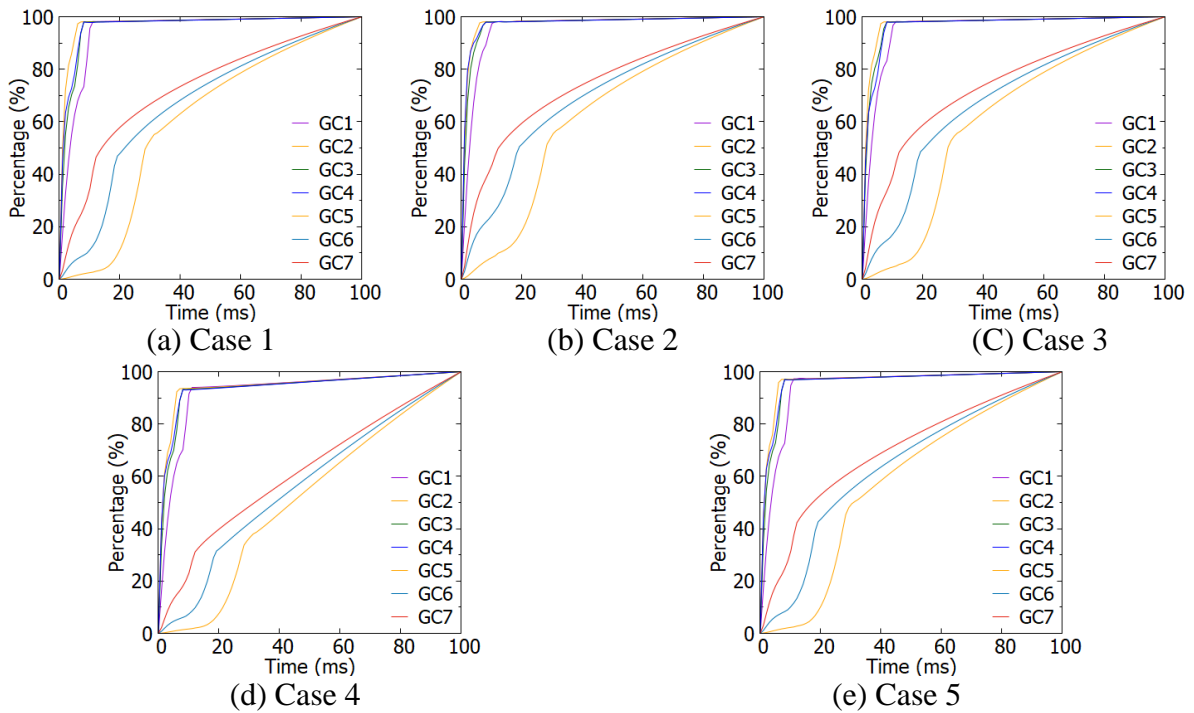 Percentage (%)
100
80
60
40
20
0
GC1
GC2
GC3
GC4
GC5
GC6
GC7
0 20 40 60 80 100
Time (ms)
(a) Case 1
Percentage (%)
100
80
60
40
20
0
GC1
GC2
GC3
GC4
GC5
GC6
GC7
0 20 40 60 80 100
Time (ms)
(b) Case 2
Percentage (%)
100
80
60
40
20
0
GC1
GC2
GC3
GC4
GC5
GC6
GC7
0 20 40 60 80 100
Time (ms)
(C) Case 3
Percentage (%)
100
80
60
40
20
0
GC1
GC2
GC3
GC4
GC5
GC6
GC7
0 20 40 60 80 100
Time (ms)
(d) Case 4
Percentage (%)
100
80
60
40
20
0
GC1
GC2
GC3
GC4
GC5
GC6
GC7
0 20 40 60 80 100
Time (ms)
(e) Case 5